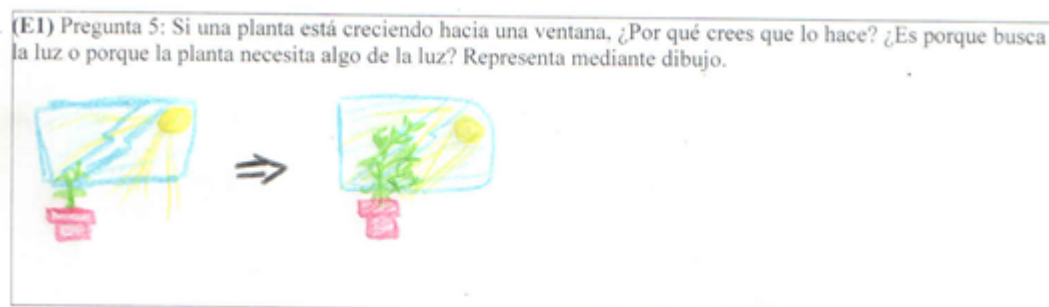 (E1) Pregunta 5: Si una planta está creciendo hacia una ventana, ¿Por qué crees que lo hace? ¿Es porque busca
la luz o porque la planta necesita algo de la luz? Representa mediante dibujo.